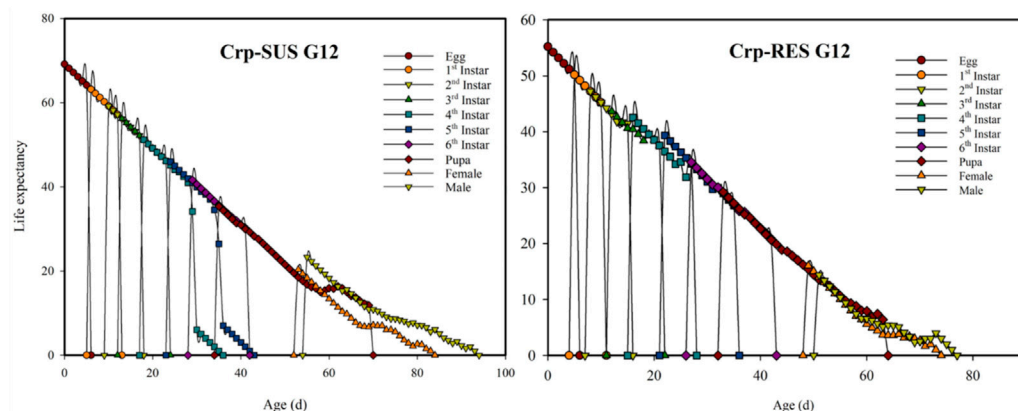 Crp-SUS G12
Egg
1st Instar
2nd Instar
3rd Instar
4th Instar
5th Instar
6th Instar
Pupa
Female
Male
Life expectancy
80
60
40
20
0
0
20
40
60
80
100
Age (d)
Crp-RES G12
Egg
1st Instar
2nd Instar
3rd Instar
4th Instar
5th Instar
6th Instar
Pupa
Female
Male
60
50
40
30
20
10
0
0
20
40
60
80
Age (d)